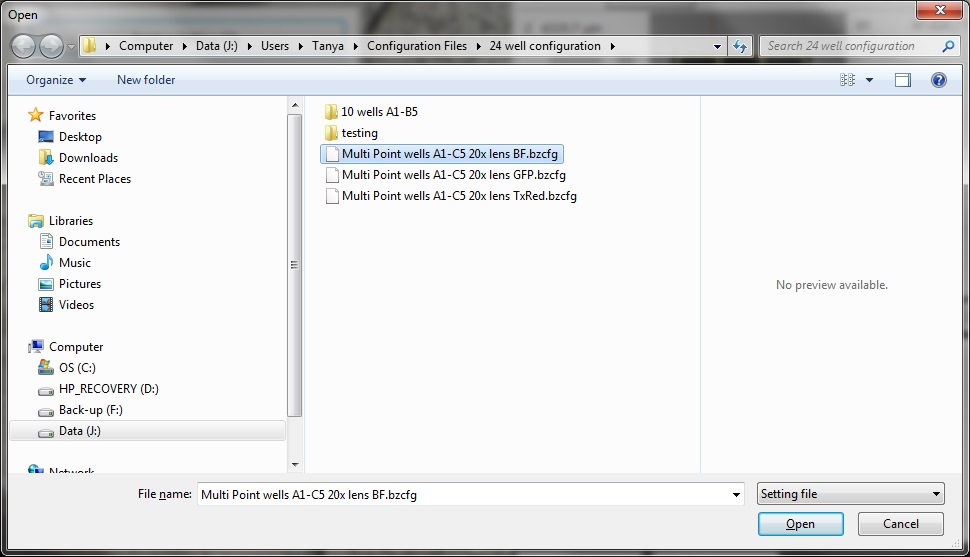 Open
Computer Data (J:) Users Tanya Configuration Files 24 well configuration Search 24 well configuration
Organize New folder
Favorites
Desktop
Downloads
Recent Places
Libraries
Documents
Music
Pictures
Videos
Computer
OS (C:)
HP_RECOVERY (D:)
Back-up (F:)
Data (J:)
Network
10 wells A1-B5
testing
Multi Point wells A1-C5 20x lens BF.bzcfg
Multi Point wells A1-C5 20x lens GFP.bzcfg
Multi Point wells A1-C5 20x lens TxRed.bzcfg
No preview available.
File name: Multi Point wells A1-C5 20x lens BF.bzcfg Setting file
Open Cancel